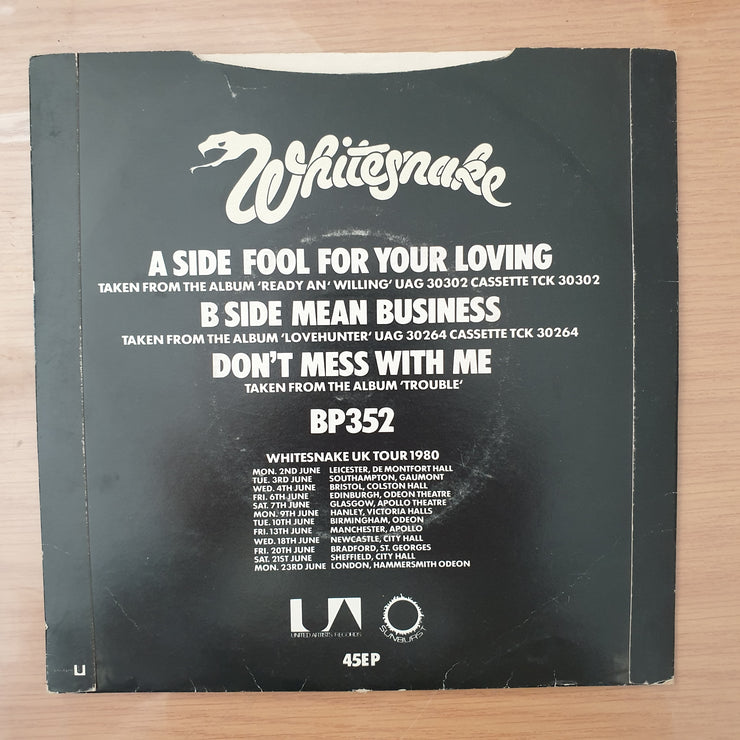 Whitesnake
A SIDE FOOL FOR YOUR LOVING
TAKEN FROM THE ALBUM 'READY AN' WILLING' UAG 30302 CASSETTE TCK 30302
B SIDE MEAN BUSINESS
TAKEN FROM THE ALBUM 'LOVEHUNTER' UAG 30264 CASSETTE TCK 30264
DON'T MESS WITH ME
TAKEN FROM THE ALBUM 'TROUBLE'
BP352
WHITESNAKE UK TOUR 1980
MON. 2ND JUNE LEICESTER, DE MONTFORT HALL
TUE. 3RD JUNE SOUTHAMPTON, GAUMONT
WED. 4TH JUNE BRISTOL, COLSTON HALL
FRI. 6TH JUNE EDINBURGH, ODEON THEATRE
SAT. 7TH JUNE GLASGOW, APOLLO THEATRE
MON. 9TH JUNE HANLEY, VICTORIA HALLS
TUE. 10TH JUNE BIRMINGHAM, ODEON
FRI. 13TH JUNE MANCHESTER, APOLLO
WED. 18TH JUNE NEWCASTLE, CITY HALL
FRI. 20TH JUNE BRADFORD, ST. GEORGES
SAT. 21ST JUNE SHEFFIELD, CITY HALL
MON. 23RD JUNE LONDON, HAMMERSMITH ODEON
UA
UNITED ARTISTS RECORDS
SUNBURST
45EP
U